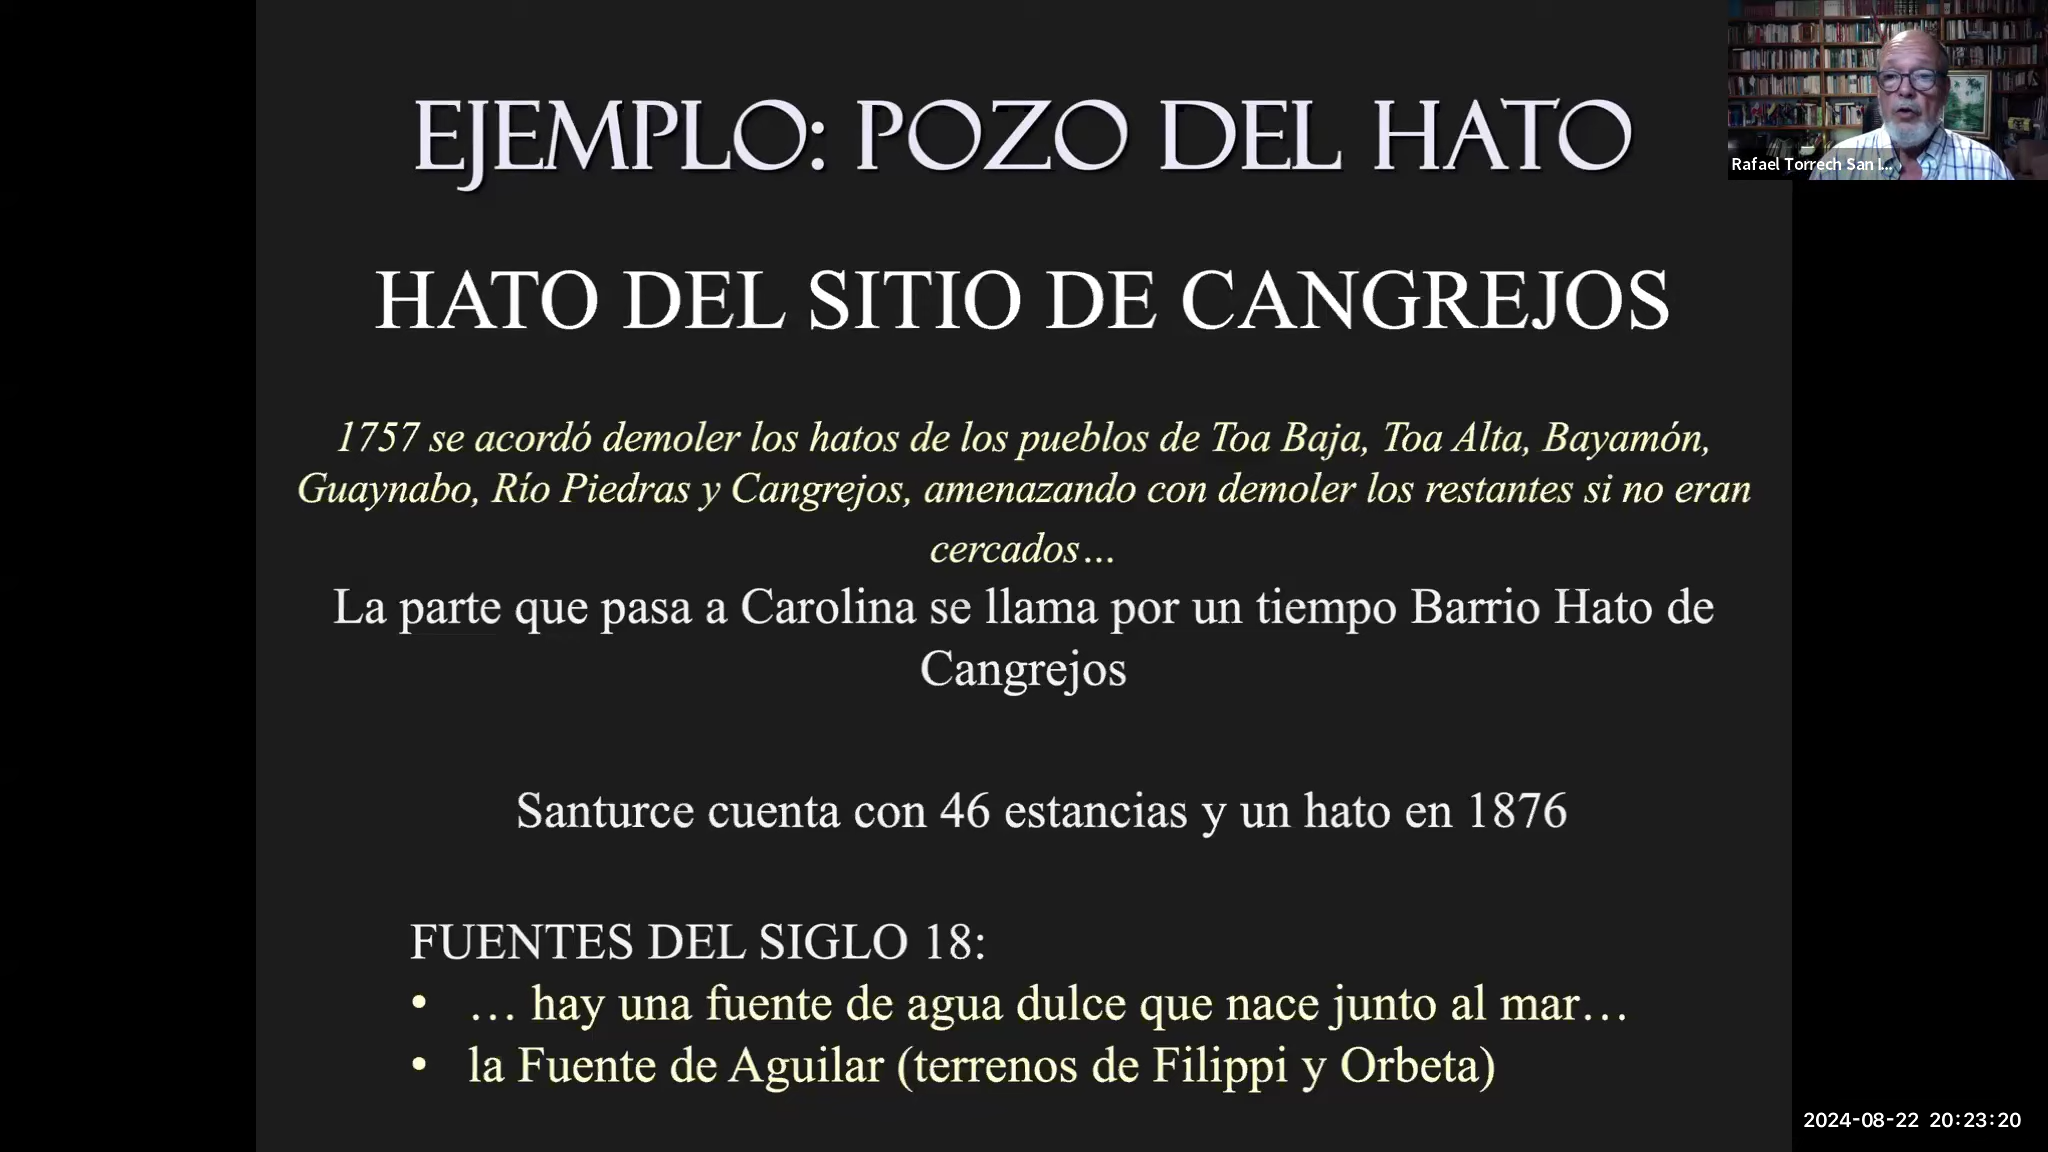 EJEMPLO: POZO DEL HATO
Rafael Torrech San I...
HATO DEL SITIO DE CANGREJOS
1757 se acordó demoler los hatos de los pueblos de Toa Baja, Toa Alta, Bayamón,
Guaynabo, Río Piedras y Cangrejos, amenazando con demoler los restantes si no eran
cercados…
La parte que pasa a Carolina se llama por un tiempo Barrio Hato de
Cangrejos
Santurce cuenta con 46 estancias y un hato en 1876
FUENTES DEL SIGLO 18:
• … hay una fuente de agua dulce que nace junto al mar…
• la Fuente de Aguilar (terrenos de Filippi y Orbeta)
2024-08-22 20:23:20